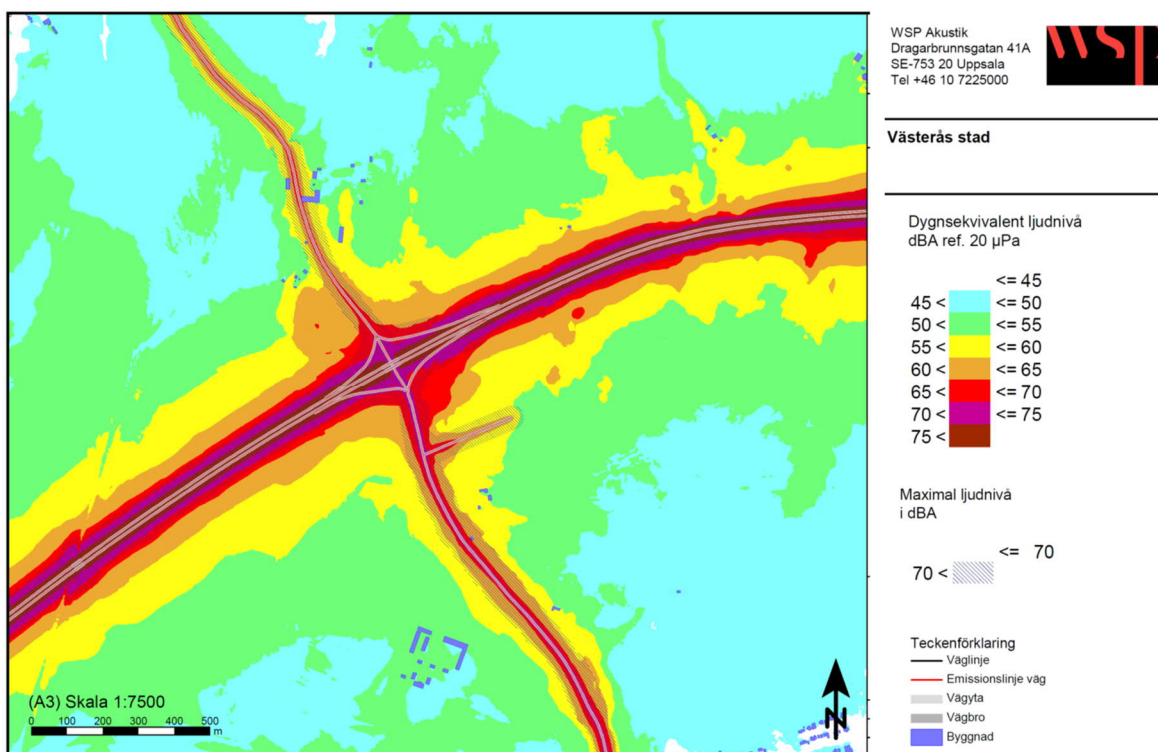 WSP Akustik
Dragarbrunnsgatan 41A
SE-753 20 Uppsala
Tel +46 10 7225000
WSP
Västerås stad
Dygnsekvivalent ljudnivå
dBA ref. 20 µPa
<= 45
45 < <= 50
50 < <= 55
55 < <= 60
60 < <= 65
65 < <= 70
70 < <= 75
75 <
Maximal ljudnivå
i dBA
<= 70
70 <
Teckenförklaring
Väglinje
Emissionslinje väg
Vägyta
Vägbro
Byggnad
(A3) Skala 1:7500
0 100 200 300 400 500
m
N